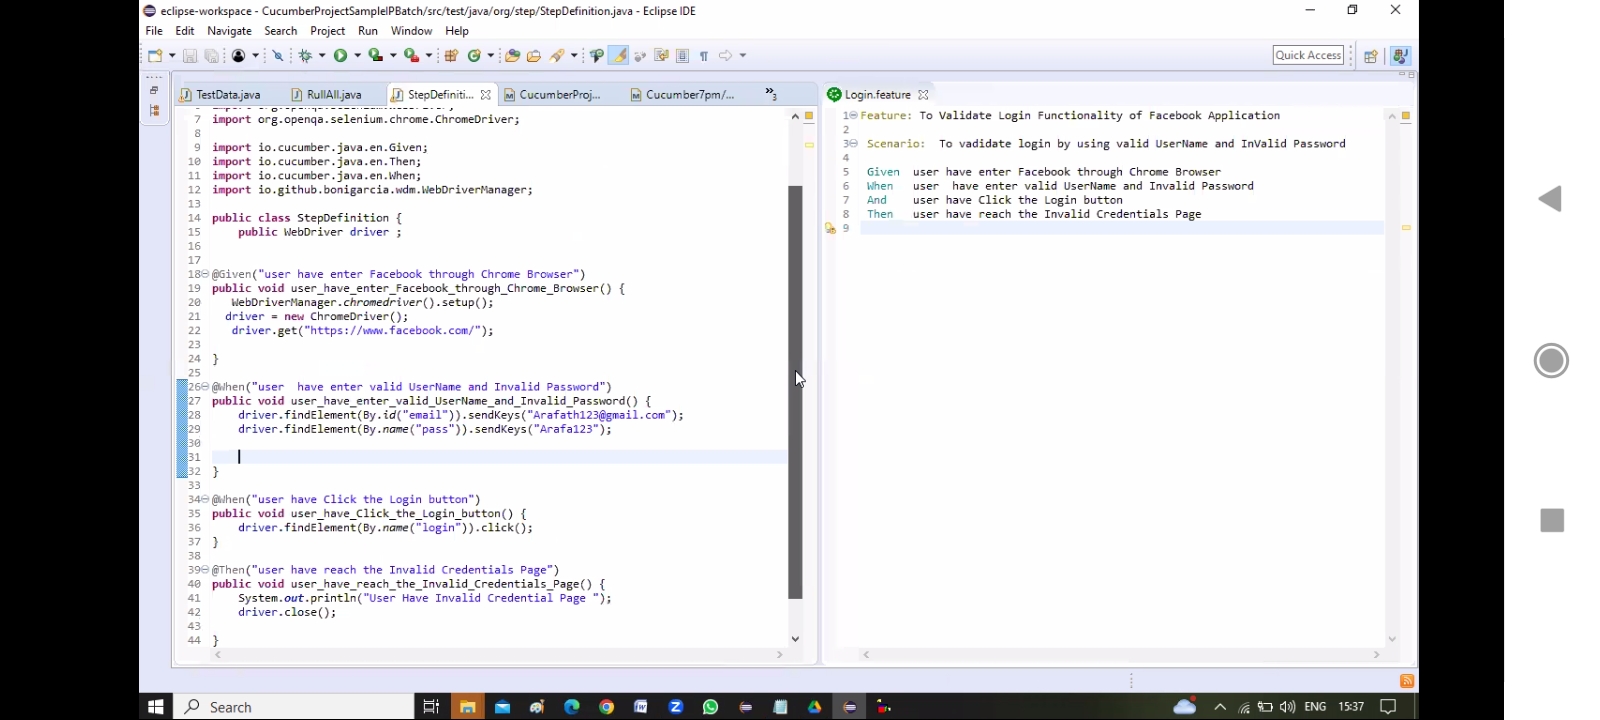 eclipse-workspace - CucumberProjectSampleIPBatch/src/test/java/org/step/StepDefinition.java - Eclipse IDE
File Edit Navigate Search Project Run Window Help
Quick Access
TestData.java RullAll.java StepDefiniti... CucumberProj... Cucumber7pm/... »3
7 import org.openqa.selenium.chrome.ChromeDriver;
8
9 import io.cucumber.java.en.Given;
10 import io.cucumber.java.en.Then;
11 import io.cucumber.java.en.When;
12 import io.github.bonigarcia.wdm.WebDriverManager;
13
14 public class StepDefinition {
15 public WebDriver driver ;
16
17
18 @Given("user have enter Facebook through Chrome Browser")
19 public void user_have_enter_Facebook_through_Chrome_Browser() {
20 WebDriverManager.chromedriver().setup();
21 driver = new ChromeDriver();
22 driver.get("https://www.facebook.com/");
23
24 }
25
26 @When("user  have enter valid UserName and Invalid Password")
27 public void user_have_enter_valid_UserName_and_Invalid_Password() {
28 driver.findElement(By.id("email")).sendKeys("Arafath123@gmail.com");
29 driver.findElement(By.name("pass")).sendKeys("Arafa123");
30
31
32 }
33
34 @When("user have Click the Login button")
35 public void user_have_Click_the_Login_button() {
36 driver.findElement(By.name("login")).click();
37 }
38
39 @Then("user have reach the Invalid Credentials Page")
40 public void user_have_reach_the_Invalid_Credentials_Page() {
41 System.out.println("User Have Invalid Credential Page ");
42 driver.close();
43
44 }
Login.feature
1 Feature: To Validate Login Functionality of Facebook Application
2
3 Scenario:  To vadidate login by using valid UserName and InValid Password
4
5 Given user have enter Facebook through Chrome Browser
6 When user  have enter valid UserName and Invalid Password
7 And user have Click the Login button
8 Then user have reach the Invalid Credentials Page
9
Search
ENG 15:37